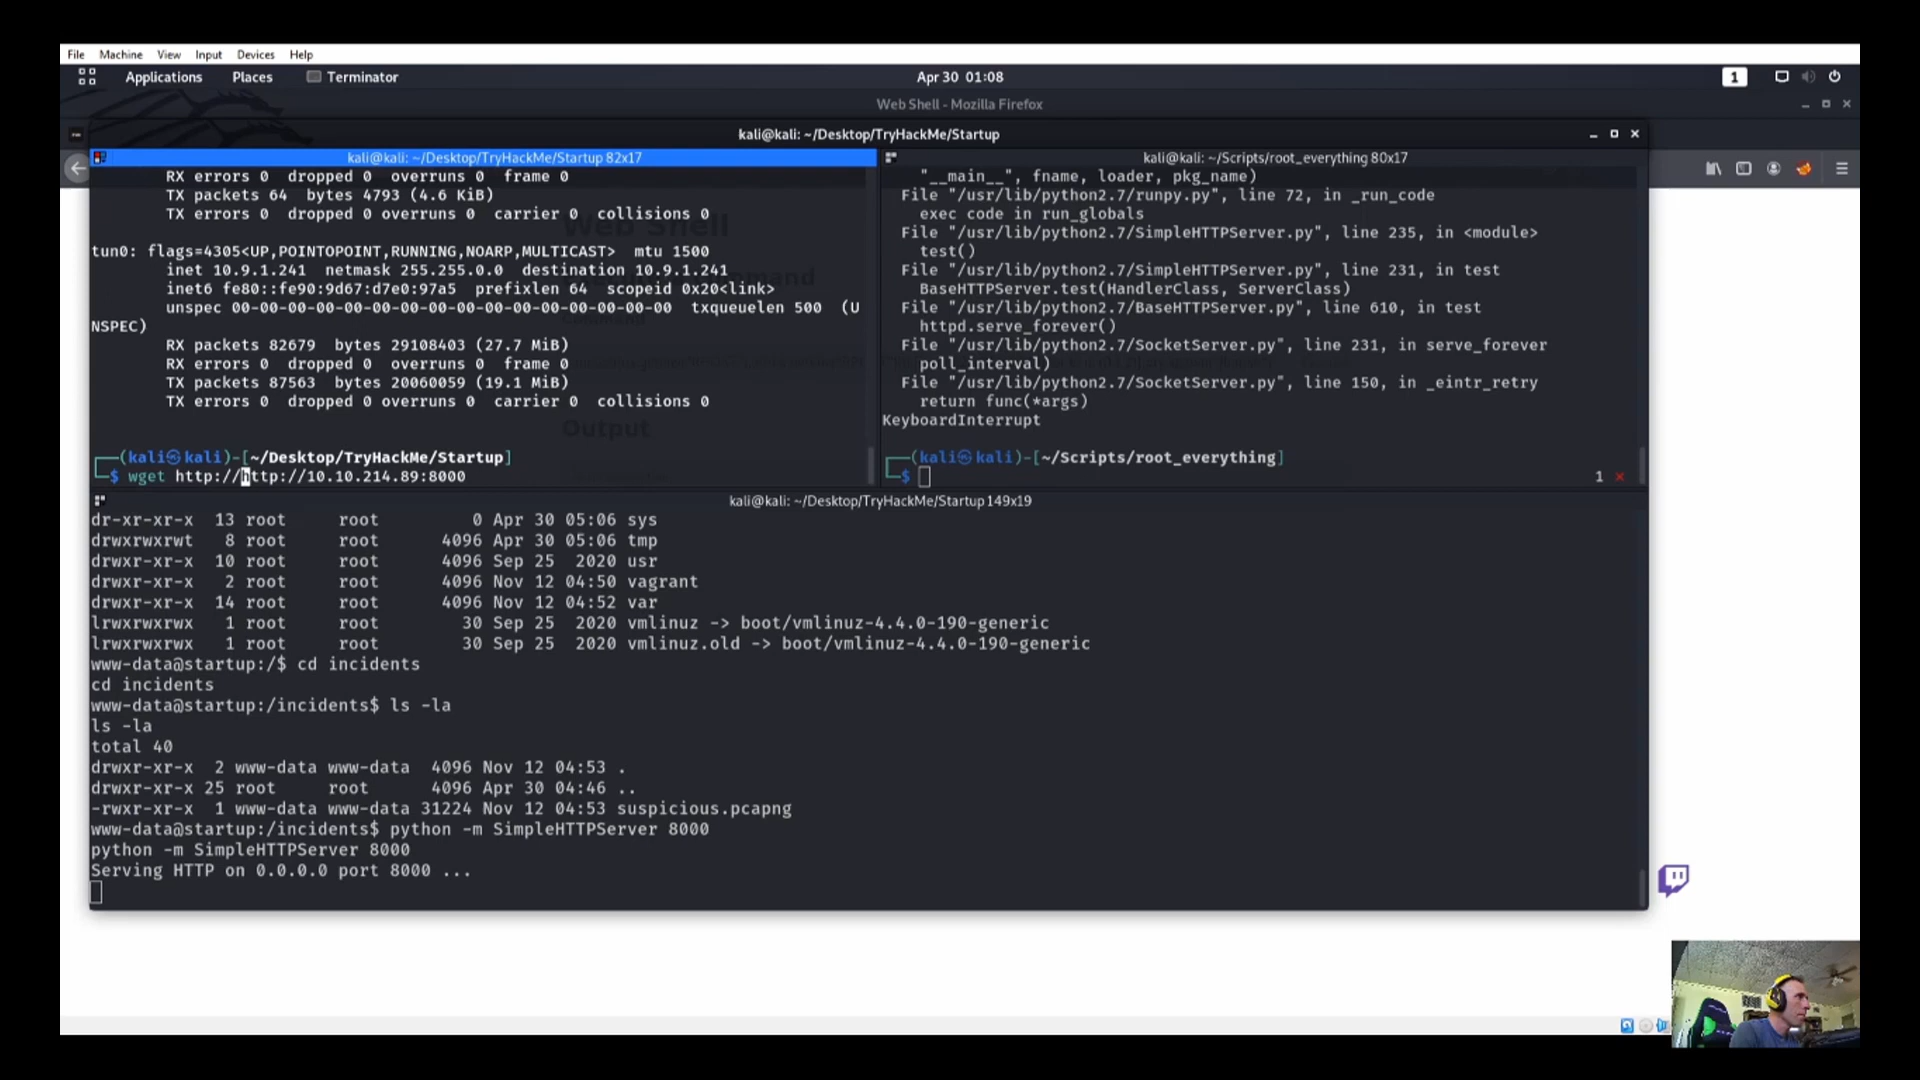 File Machine View Input Devices Help
Applications Places Terminator Apr 30 01:08 1
Web Shell - Mozilla Firefox
kali@kali: ~/Desktop/TryHackMe/Startup
kali@kali: ~/Desktop/TryHackMe/Startup 82x17
RX errors 0 dropped 0 overruns 0 frame 0
TX packets 64 bytes 4793 (4.6 KiB)
TX errors 0 dropped 0 overruns 0 carrier 0 collisions 0
Web Shell
tun0: flags=4305<UP,POINTOPOINT,RUNNING,NOARP,MULTICAST> mtu 1500
inet 10.9.1.241 netmask 255.255.0.0 destination 10.9.1.241
inet6 fe80::fe90:9d67:d7e0:97a5 prefixlen 64 scopeid 0x20<link>
unspec 00-00-00-00-00-00-00-00-00-00-00-00-00-00-00-00 txqueuelen 500 (U
NSPEC)
RX packets 82679 bytes 29108403 (27.7 MiB)
RX errors 0 dropped 0 overruns 0 frame 0
TX packets 87563 bytes 20060059 (19.1 MiB)
TX errors 0 dropped 0 overruns 0 carrier 0 collisions 0
Output
┌──(kali㉿kali)-[~/Desktop/TryHackMe/Startup]
└─$ wget http://http://10.10.214.89:8000
kali@kali: ~/Scripts/root_everything 80x17
"__main__", fname, loader, pkg_name)
File "/usr/lib/python2.7/runpy.py", line 72, in _run_code
exec code in run_globals
File "/usr/lib/python2.7/SimpleHTTPServer.py", line 235, in <module>
test()
File "/usr/lib/python2.7/SimpleHTTPServer.py", line 231, in test
BaseHTTPServer.test(HandlerClass, ServerClass)
File "/usr/lib/python2.7/BaseHTTPServer.py", line 610, in test
httpd.serve_forever()
File "/usr/lib/python2.7/SocketServer.py", line 231, in serve_forever
poll_interval)
File "/usr/lib/python2.7/SocketServer.py", line 150, in _eintr_retry
return func(*args)
KeyboardInterrupt
┌──(kali㉿kali)-[~/Scripts/root_everything]
└─$ 1 ⨯
kali@kali: ~/Desktop/TryHackMe/Startup 149x19
dr-xr-xr-x 13 root root 0 Apr 30 05:06 sys
drwxrwxrwt 8 root root 4096 Apr 30 05:06 tmp
drwxr-xr-x 10 root root 4096 Sep 25 2020 usr
drwxr-xr-x 2 root root 4096 Nov 12 04:50 vagrant
drwxr-xr-x 14 root root 4096 Nov 12 04:52 var
lrwxrwxrwx 1 root root 30 Sep 25 2020 vmlinuz -> boot/vmlinuz-4.4.0-190-generic
lrwxrwxrwx 1 root root 30 Sep 25 2020 vmlinuz.old -> boot/vmlinuz-4.4.0-190-generic
www-data@startup:/$ cd incidents
cd incidents
www-data@startup:/incidents$ ls -la
ls -la
total 40
drwxr-xr-x 2 www-data www-data 4096 Nov 12 04:53 .
drwxr-xr-x 25 root root 4096 Apr 30 04:46 ..
-rwxr-xr-x 1 www-data www-data 31224 Nov 12 04:53 suspicious.pcapng
www-data@startup:/incidents$ python -m SimpleHTTPServer 8000
python -m SimpleHTTPServer 8000
Serving HTTP on 0.0.0.0 port 8000 ...